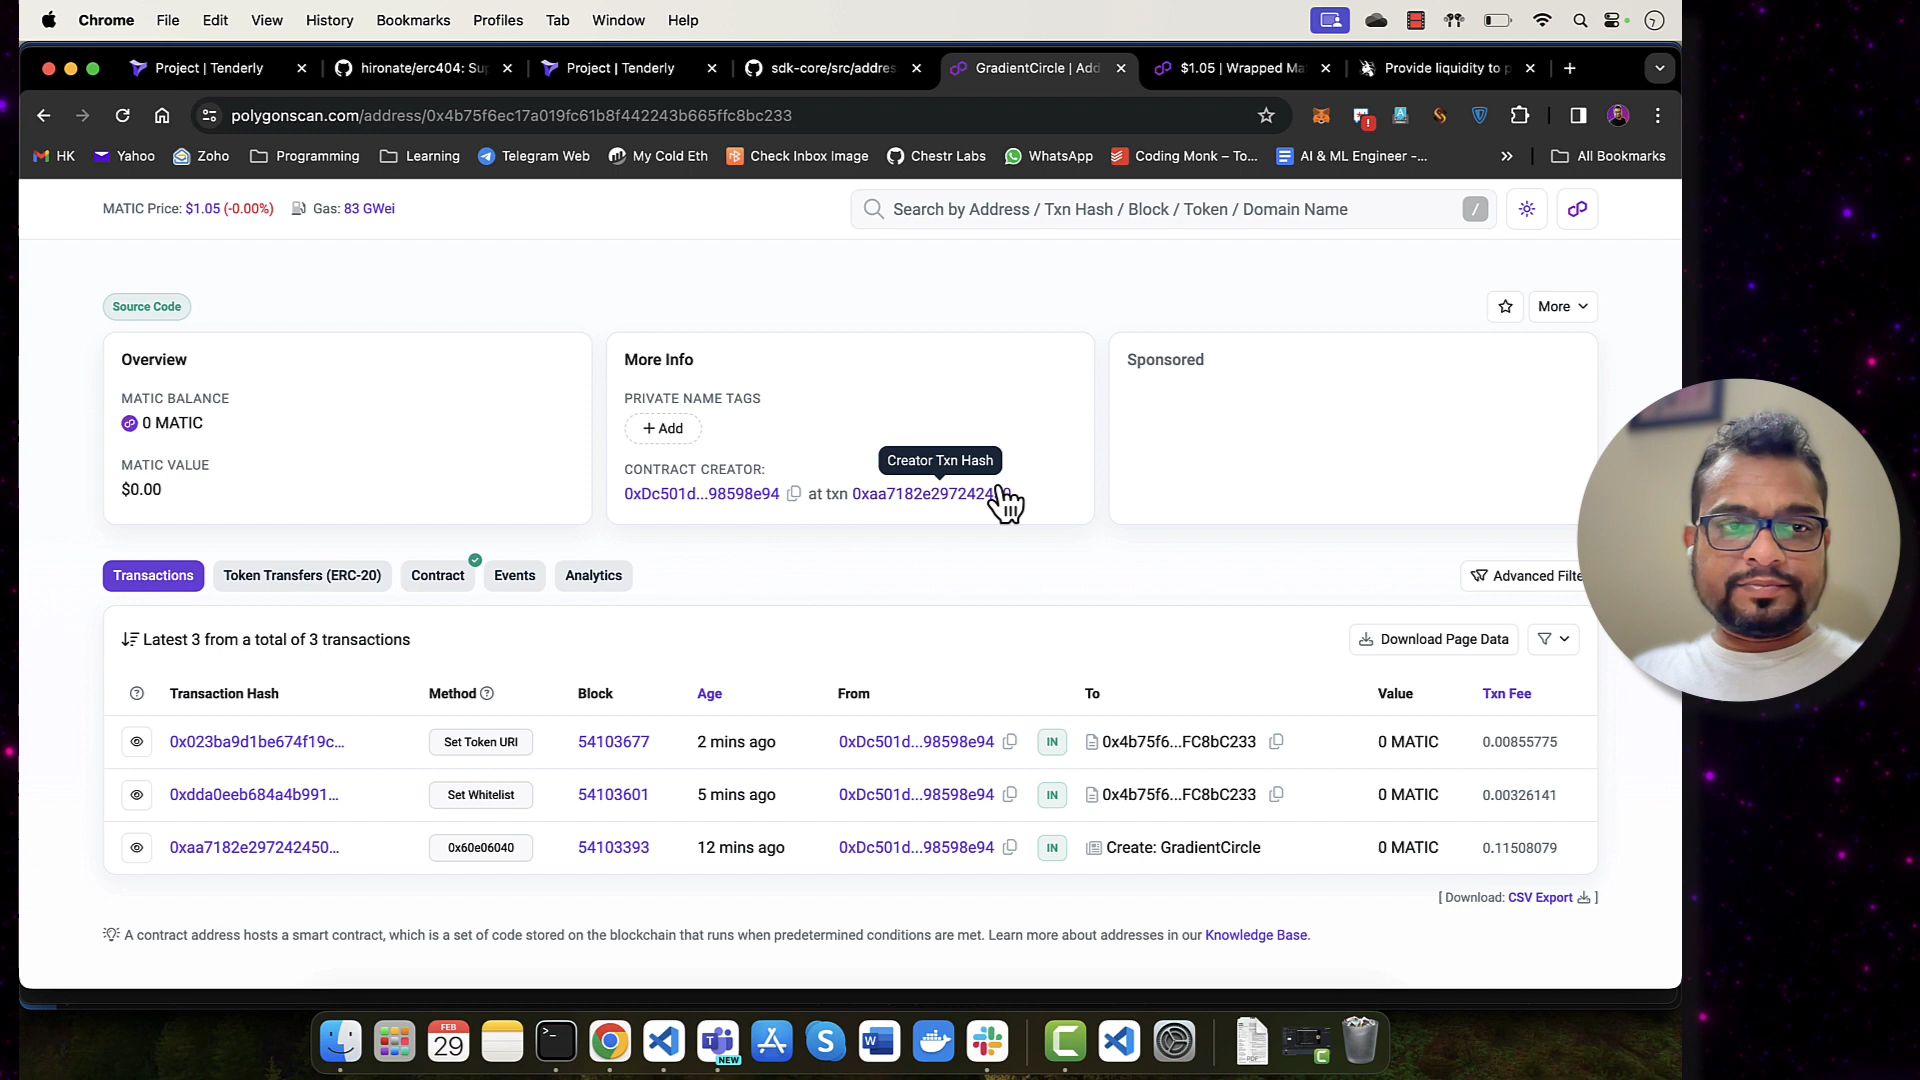 Chrome File Edit View History Bookmarks Profiles Tab Window Help
Project | Tenderly
hironate/erc404: Su
Project | Tenderly
sdk-core/src/addres
GradientCircle | Add
$1.05 | Wrapped Ma
Provide liquidity to p
polygonscan.com/address/0x4b75f6ec17a019fc61b8f442243b665ffc8bc233
HK Yahoo Zoho Programming Learning Telegram Web My Cold Eth Check Inbox Image Chestr Labs WhatsApp Coding Monk – To... AI & ML Engineer -... » All Bookmarks
MATIC Price: $1.05 (-0.00%) Gas: 83 GWei
Search by Address / Txn Hash / Block / Token / Domain Name /
Source Code
More
Overview
MATIC BALANCE
0 MATIC
MATIC VALUE
$0.00
More Info
PRIVATE NAME TAGS
+ Add
Creator Txn Hash
CONTRACT CREATOR:
0xDc501d...98598e94 at txn 0xaa7182e2972424
Sponsored
Transactions Token Transfers (ERC-20) Contract Events Analytics
Advanced Filte
Latest 3 from a total of 3 transactions
Download Page Data
Transaction Hash Method Block Age From To Value Txn Fee
0x023ba9d1be674f19c... Set Token URI 54103677 2 mins ago 0xDc501d...98598e94 IN 0x4b75f6...FC8bC233 0 MATIC 0.00855775
0xdda0eeb684a4b991... Set Whitelist 54103601 5 mins ago 0xDc501d...98598e94 IN 0x4b75f6...FC8bC233 0 MATIC 0.00326141
0xaa7182e297242450... 0x60e06040 54103393 12 mins ago 0xDc501d...98598e94 IN Create: GradientCircle 0 MATIC 0.11508079
[ Download: CSV Export ]
A contract address hosts a smart contract, which is a set of code stored on the blockchain that runs when predetermined conditions are met. Learn more about addresses in our Knowledge Base.
FEB
29
NEW
PDF